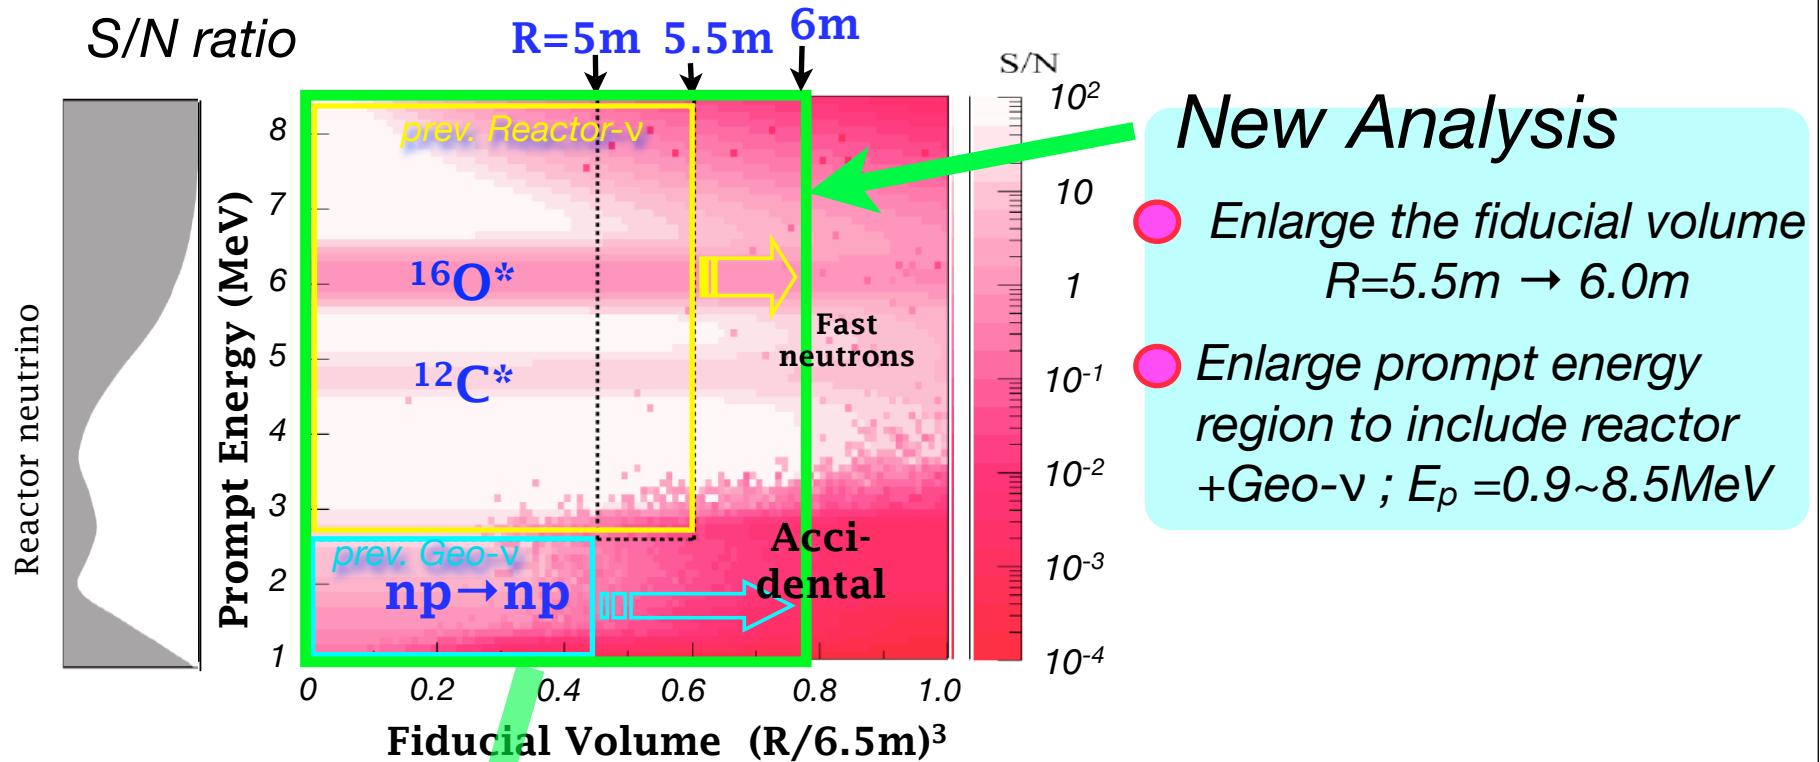 S/N ratio
R=5m 5.5m 6m
S/N
Reactor neutrino
Prompt Energy (MeV)
8
7
6
5
4
3
2
1
prev. Reactor-ν
¹⁶O*
¹²C*
Fast
neutrons
prev. Geo-ν
np→np
Acci-
dental
0 0.2 0.4 0.6 0.8 1.0
Fiducial Volume (R/6.5m)³
10²
10
1
10⁻¹
10⁻²
10⁻³
10⁻⁴
New Analysis
Enlarge the fiducial volume
R=5.5m → 6.0m
Enlarge prompt energy
region to include reactor
+Geo-ν ; Eₚ =0.9~8.5MeV